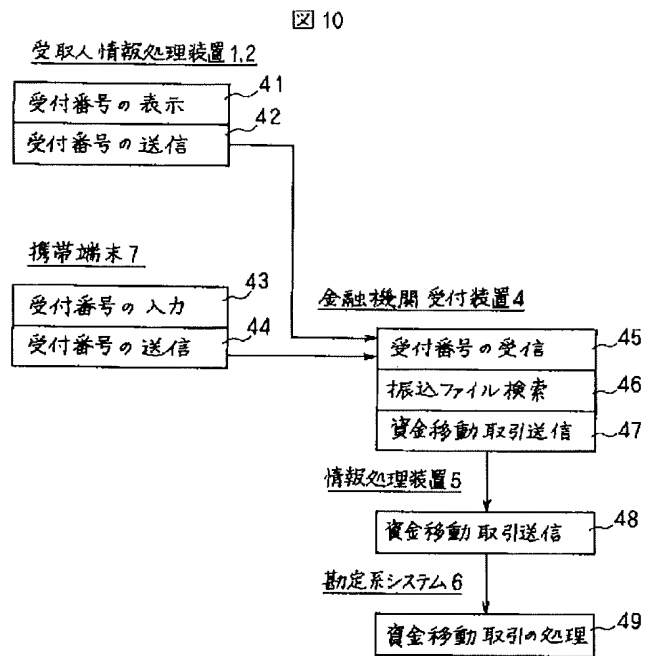 図10
受取人情報処理装置1,2
受付番号の表示
41
受付番号の送信
42
携帯端末7
受付番号の入力
43
受付番号の送信
44
金融機関受付装置4
受付番号の受信
45
振込ファイル検索
46
資金移動取引送信
47
情報処理装置5
資金移動取引送信
48
勘定系システム6
資金移動取引の処理
49